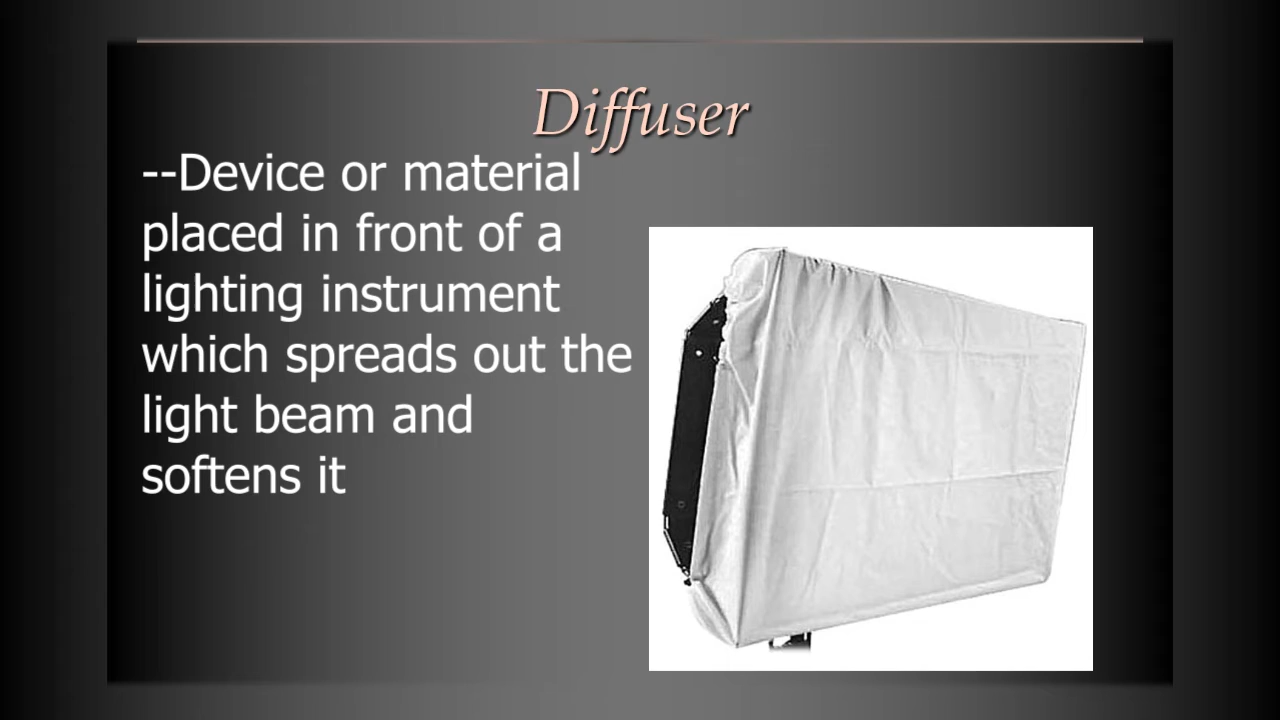 Diffuser
--Device or material
placed in front of a
lighting instrument
which spreads out the
light beam and
softens it